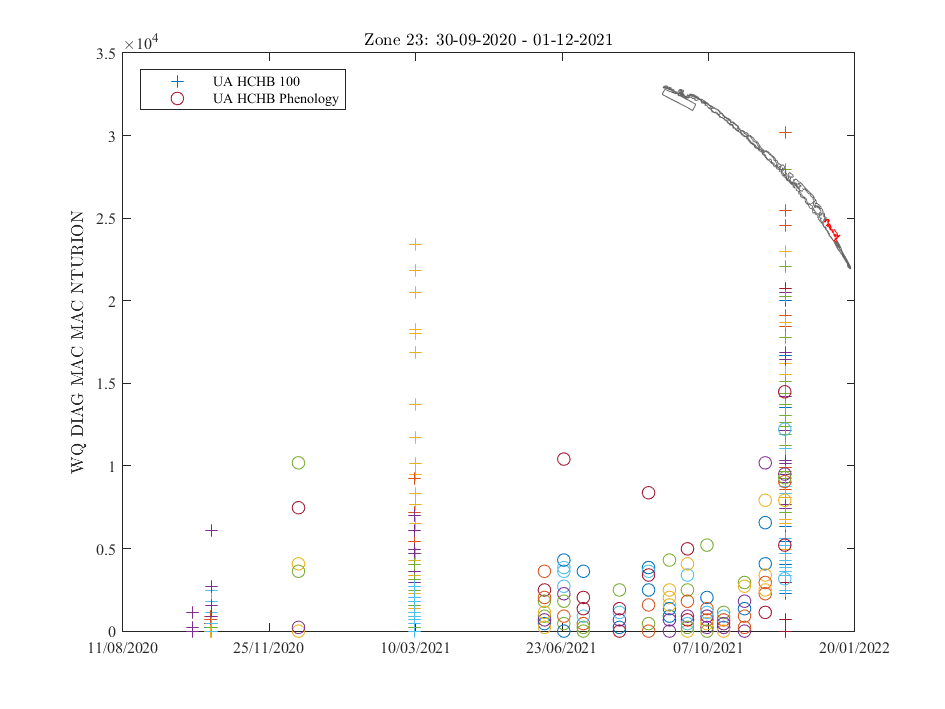 Zone 23: 30-09-2020 - 01-12-2021
×10⁴
3.5
3
2.5
2
1.5
1
0.5
0
WQ DIAG MAC MAC NTURION
UA HCHB 100
UA HCHB Phenology
11/08/2020 25/11/2020 10/03/2021 23/06/2021 07/10/2021 20/01/2022